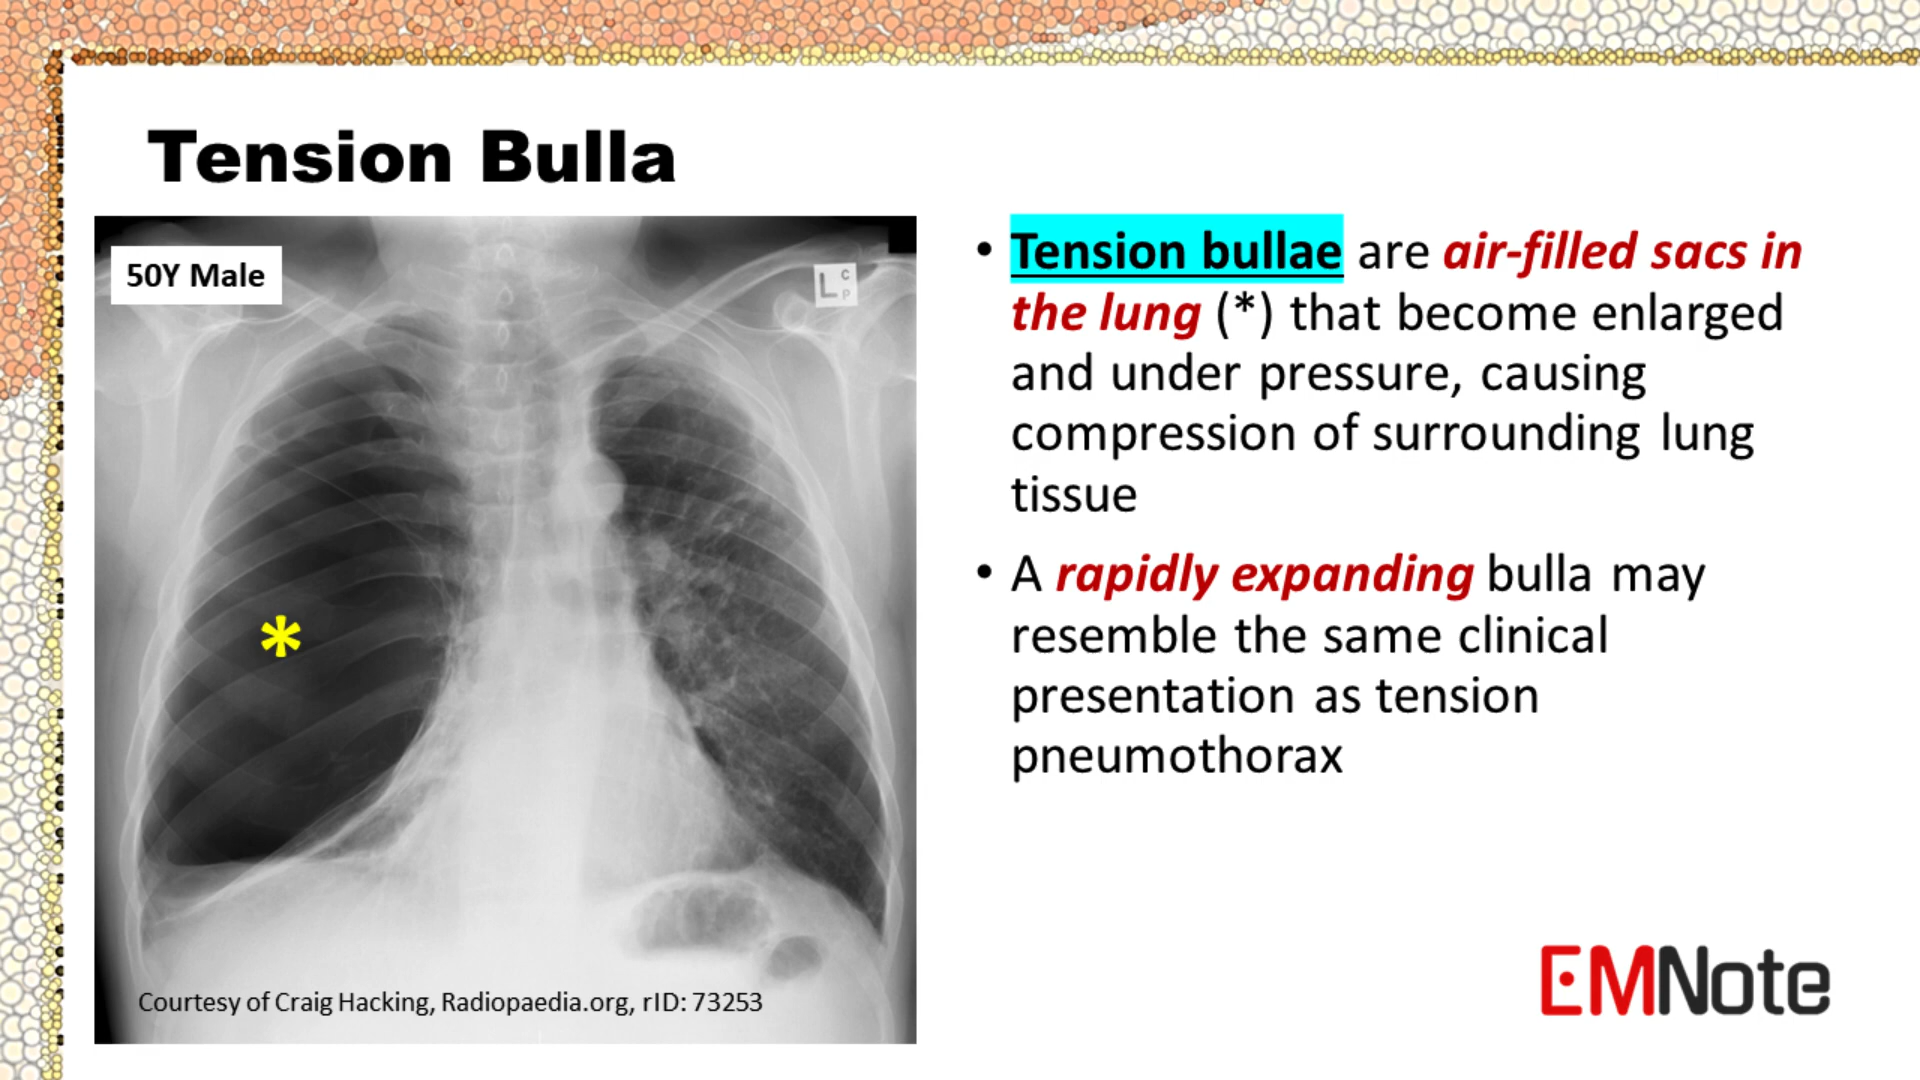 Tension Bulla
50Y Male
L C P
Courtesy of Craig Hacking, Radiopaedia.org, rID: 73253
• Tension bullae are air-filled sacs in
the lung (*) that become enlarged
and under pressure, causing
compression of surrounding lung
tissue
• A rapidly expanding bulla may
resemble the same clinical
presentation as tension
pneumothorax
EMNote